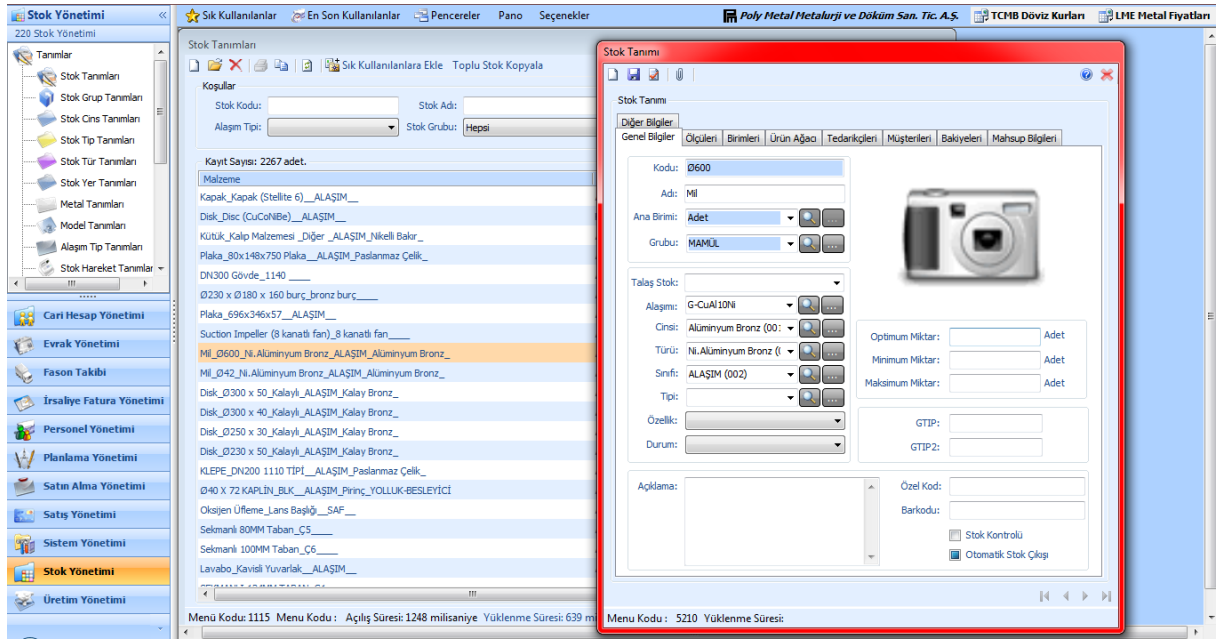 Stok Yönetimi «
Sık Kullanılanlar En Son Kullanılanlar Pencereler Pano Seçenekler
Poly Metal Metalurji ve Döküm San. Tic. A.Ş. TCMB Döviz Kurları LME Metal Fiyatları
220 Stok Yönetimi
Tanımlar
Stok Tanımları
Stok Grup Tanımları
Stok Cins Tanımları
Stok Tip Tanımları
Stok Tür Tanımları
Stok Yer Tanımları
Metal Tanımları
Model Tanımları
Alaşım Tip Tanımları
Stok Hareket Tanımlar
Cari Hesap Yönetimi
Evrak Yönetimi
Fason Takibi
İrsaliye Fatura Yönetimi
Personel Yönetimi
Planlama Yönetimi
Satın Alma Yönetimi
Satış Yönetimi
Sistem Yönetimi
Stok Yönetimi
Üretim Yönetimi
Stok Tanımları
Sık Kullanılanlara Ekle Toplu Stok Kopyala
Koşullar
Stok Kodu: Stok Adı:
Alaşım Tipi: Stok Grubu: Hepsi
Kayıt Sayısı: 2267 adet.
Malzeme
Kapak_Kapak (Stellite 6)__ALAŞIM__
Disk_Disc (CuCoNiBe)__ALAŞIM__
Kütük_Kalıp Malzemesi _Diğer _ALAŞIM_Nikelli Bakır_
Plaka_80x148x750 Plaka__ALAŞIM_Paslanmaz Çelik_
DN300 Gövde_1140 ____
Ø230 x Ø180 x 160 burç_bronz burç____
Plaka_696x346x57__ALAŞIM__
Suction Impeller (8 kanatlı fan)_8 kanatlı fan____
Mil_Ø600_Ni.Alüminyum Bronz_ALAŞIM_Alüminyum Bronz_
Mil_Ø42_Ni.Alüminyum Bronz_ALAŞIM_Alüminyum Bronz_
Disk_Ø300 x 50_Kalaylı_ALAŞIM_Kalay Bronz_
Disk_Ø300 x 40_Kalaylı_ALAŞIM_Kalay Bronz_
Disk_Ø250 x 30_Kalaylı_ALAŞIM_Kalay Bronz_
Disk_Ø230 x 50_Kalaylı_ALAŞIM_Kalay Bronz_
KLEPE_DN200 1110 TİPİ__ALAŞIM_Paslanmaz Çelik_
Ø40 X 72 KAPLİN_BLK__ALAŞIM_Pirinç_YOLLUK-BESLEYİCİ
Oksijen Üfleme_Lans Başlığı__SAF__
Sekmanlı 80MM Taban_Ç5____
Sekmanlı 100MM Taban_Ç6____
Lavabo_Kavisli Yuvarlak__ALAŞIM__
Menü Kodu: 1115 Menu Kodu : Açılış Süresi: 1248 milisaniye Yüklenme Süresi: 639 m
Stok Tanımı
Stok Tanımı
Diğer Bilgiler
Genel Bilgiler Ölçüleri Birimleri Ürün Ağacı Tedarikçileri Müşterileri Bakiyeleri Mahsup Bilgileri
Kodu: Ø600
Adı: Mil
Ana Birimi: Adet
Grubu: MAMÜL
Talaş Stok:
Alaşımı: G-CuAl10Ni
Cinsi: Alüminyum Bronz (00:
Türü: Ni.Alüminyum Bronz ((
Sınıfı: ALAŞIM (002)
Tipi:
Özellik:
Durum:
Optimum Miktar: Adet
Minimum Miktar: Adet
Maksimum Miktar: Adet
GTIP:
GTIP2:
Açıklama:
Özel Kod:
Barkodu:
Stok Kontrolü
Otomatik Stok Çıkışı
Menu Kodu : 5210 Yüklenme Süresi: